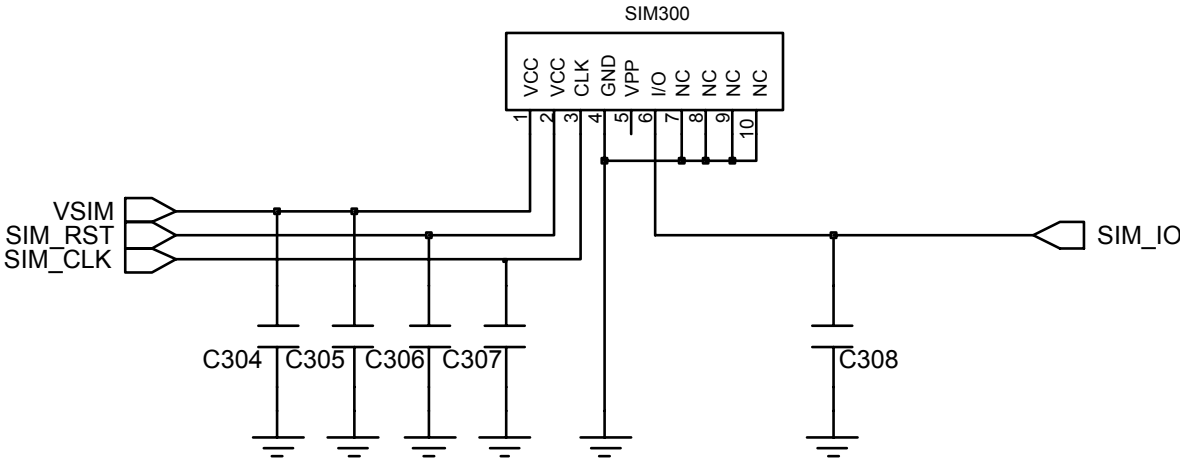 SIM300
VCC
VCC
CLK
GND
VPP
I/O
NC
NC
NC
NC
1
2
3
4
5
6
7
8
9
10
VSIM
SIM_RST
SIM_CLK
SIM_IO
C304
C305
C306
C307
C308